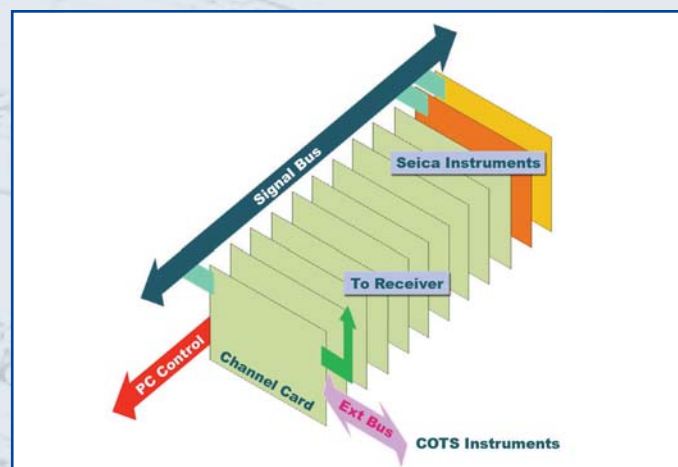 Signal Bus
Seica Instruments
To Receiver
PC Control
Channel Card
Ext Bus
COTS Instruments